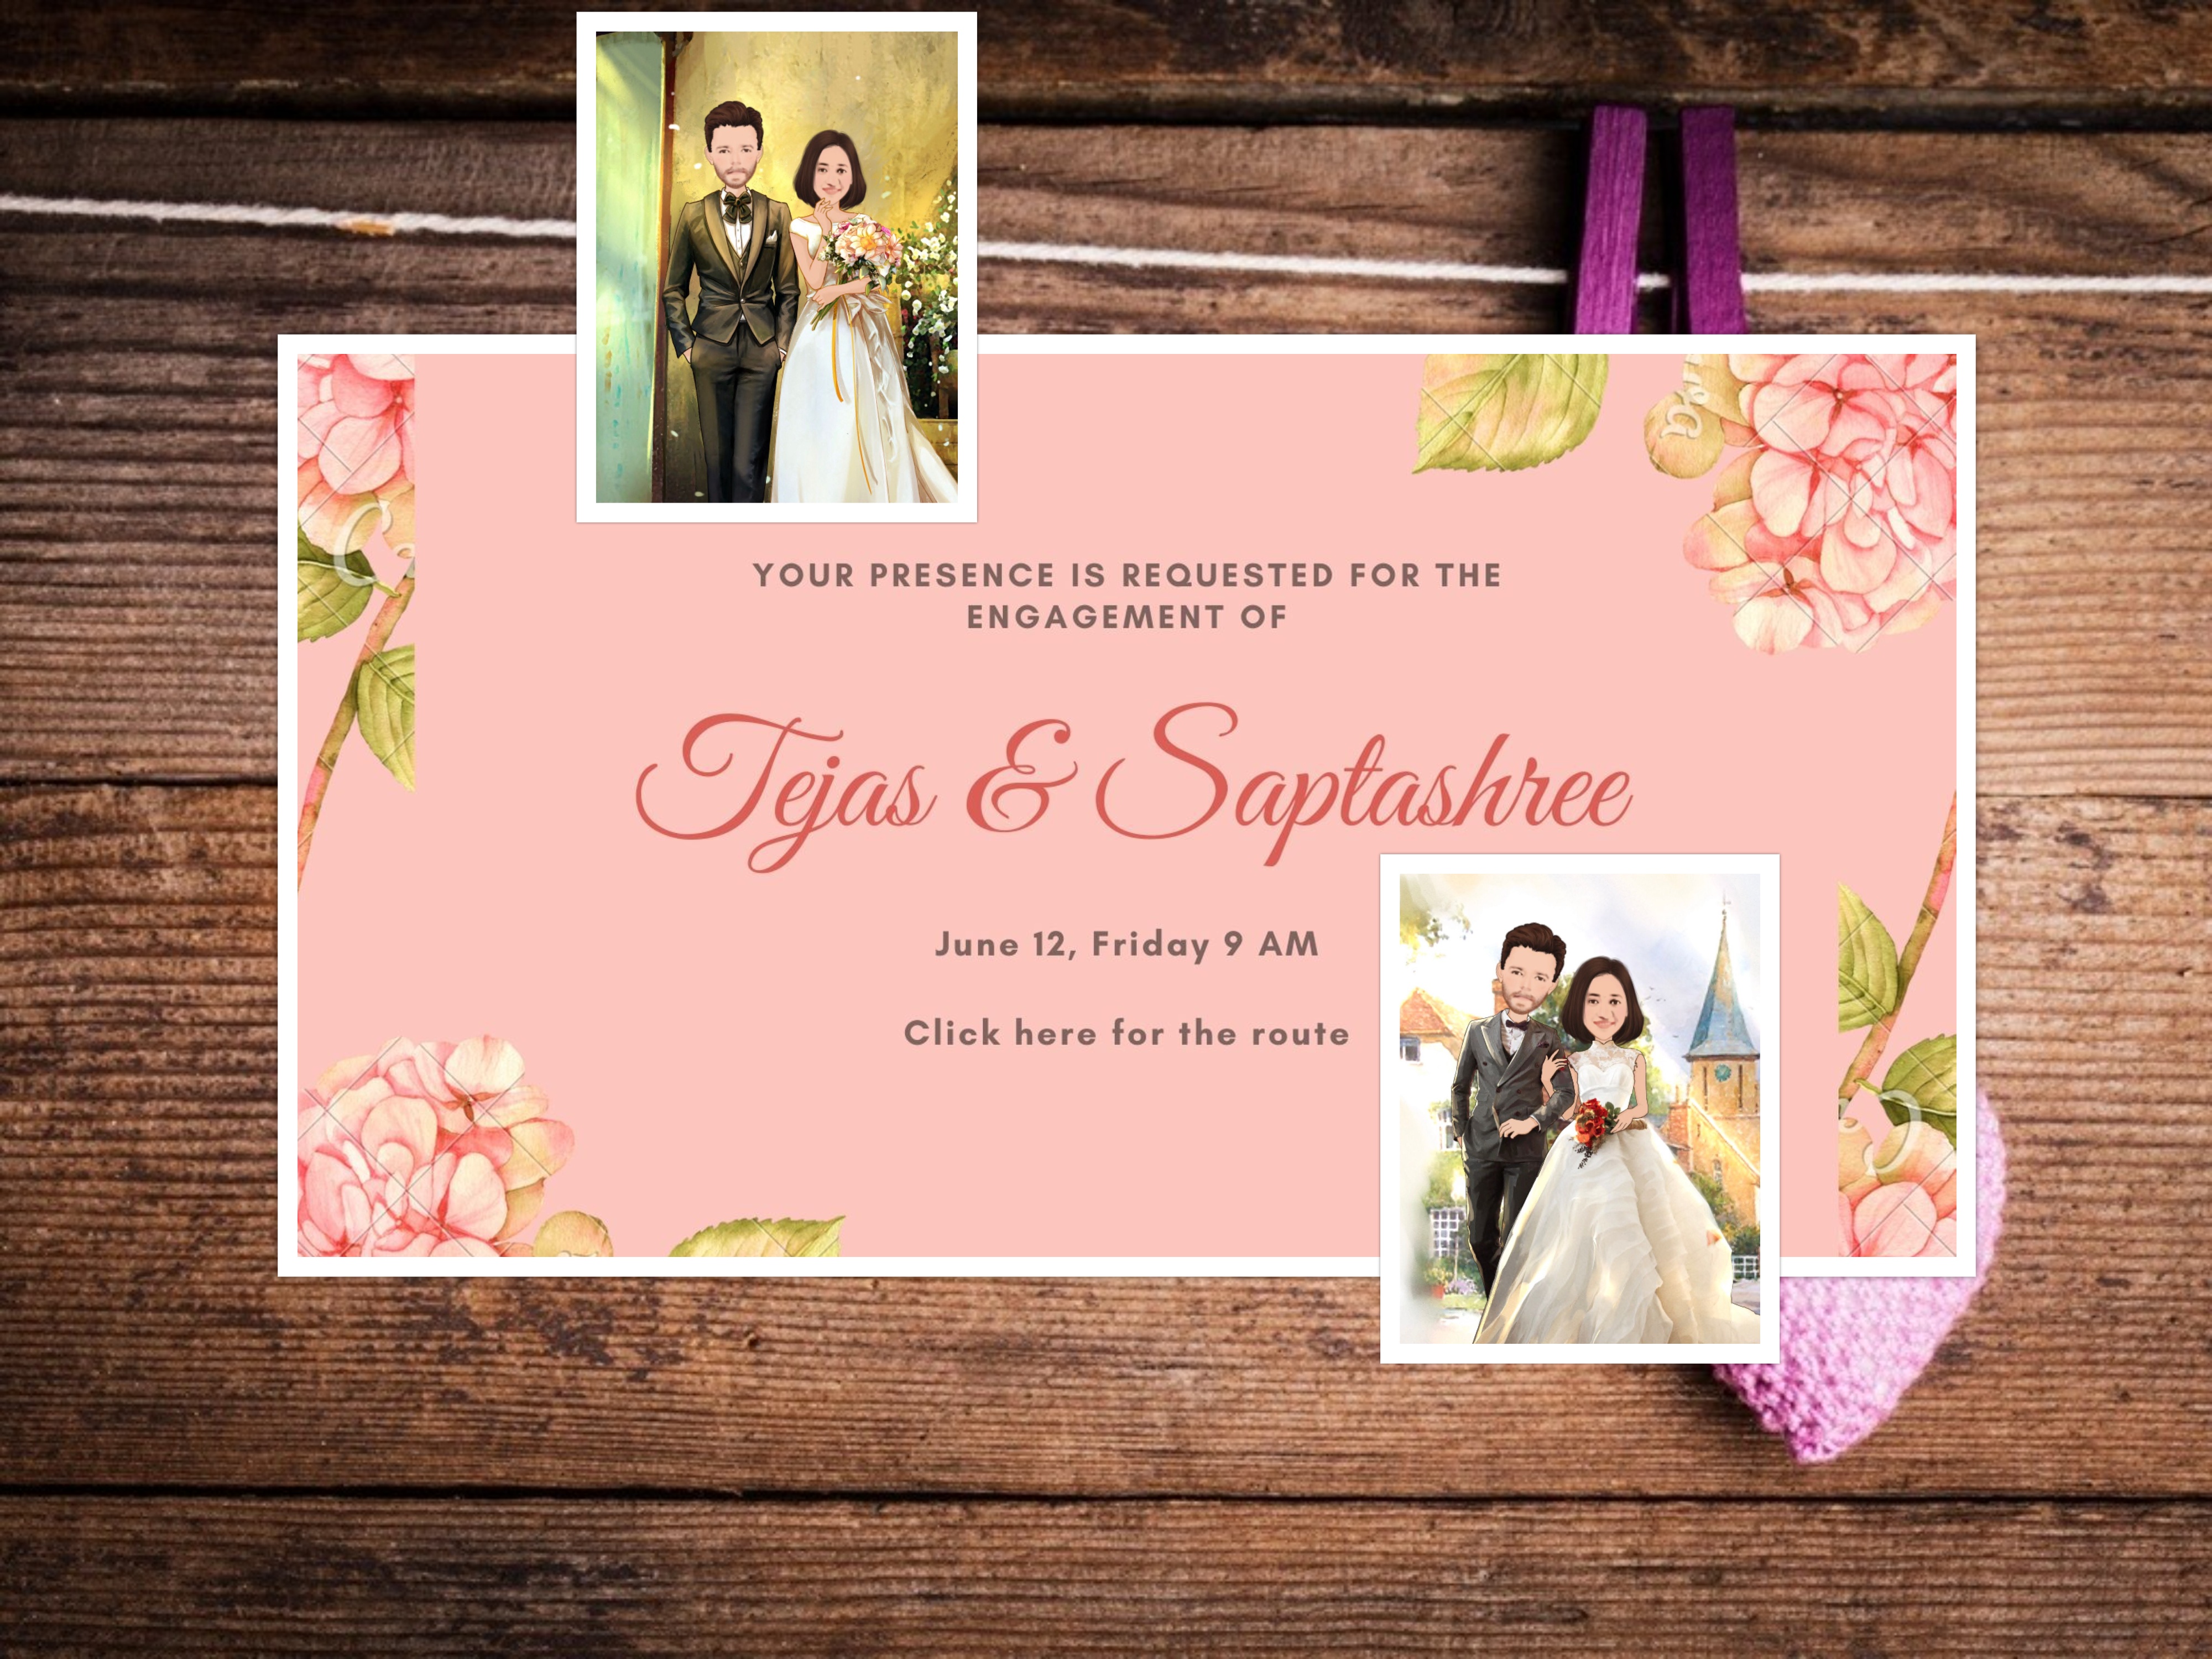 YOUR PRESENCE IS REQUESTED FOR THE
ENGAGEMENT OF
Tejas & Saptashree
June 12, Friday 9 AM
Click here for the route